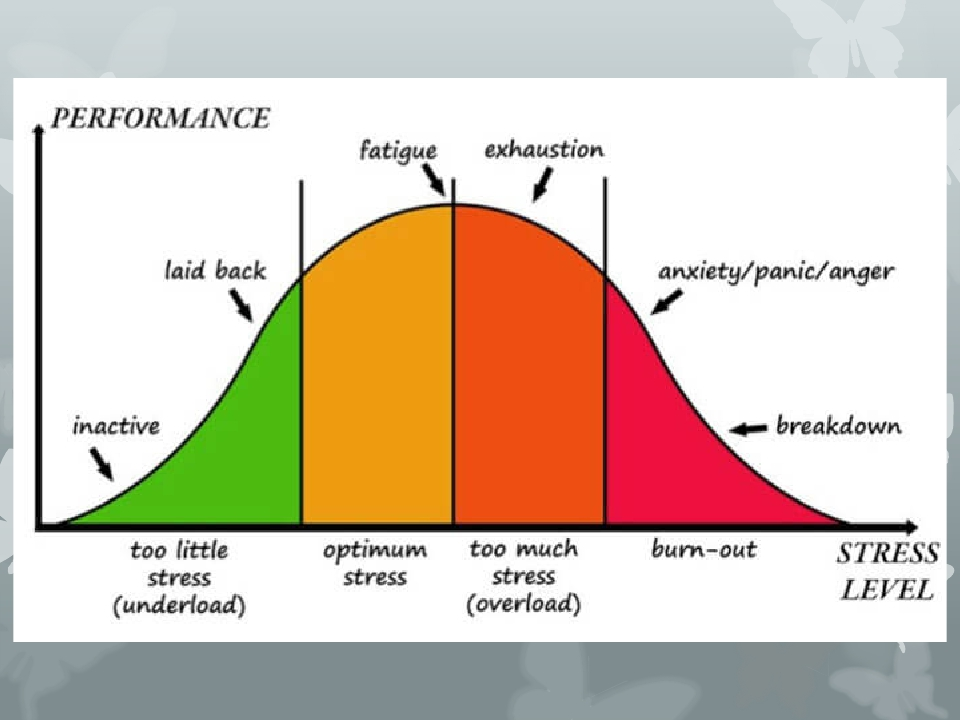 PERFORMANCE
fatigue
exhaustion
laid back
anxiety/panic/anger
inactive
breakdown
too little
stress
(underload)
optimum
stress
too much
stress
(overload)
burn-out
STRESS
LEVEL